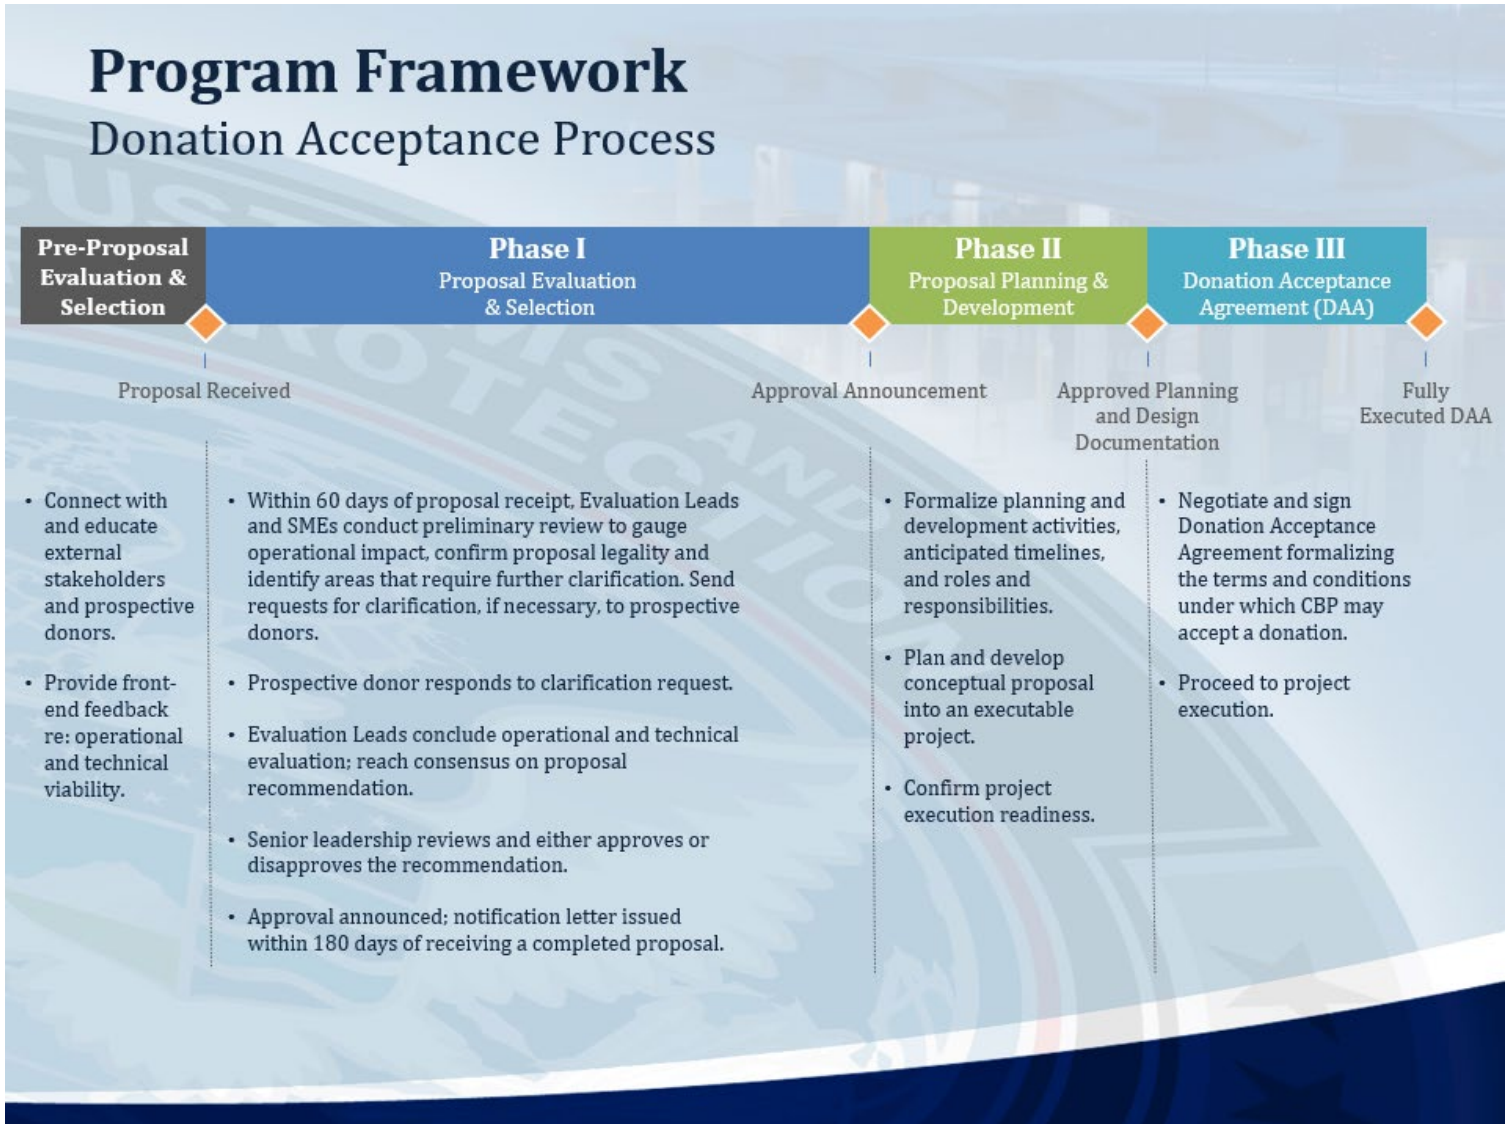 Program Framework
Donation Acceptance Process
Pre-Proposal
Evaluation &
Selection
Phase I
Proposal Evaluation
& Selection
Phase II
Proposal Planning &
Development
Phase III
Donation Acceptance
Agreement (DAA)
Proposal Received
Approval Announcement
Approved Planning
and Design
Documentation
Fully
Executed DAA
• Connect with
and educate
external
stakeholders
and prospective
donors.
• Provide front-
end feedback
re: operational
and technical
viability.
• Within 60 days of proposal receipt, Evaluation Leads
and SMEs conduct preliminary review to gauge
operational impact, confirm proposal legality and
identify areas that require further clarification. Send
requests for clarification, if necessary, to prospective
donors.
• Prospective donor responds to clarification request.
• Evaluation Leads conclude operational and technical
evaluation; reach consensus on proposal
recommendation.
• Senior leadership reviews and either approves or
disapproves the recommendation.
• Approval announced; notification letter issued
within 180 days of receiving a completed proposal.
• Formalize planning and
development activities,
anticipated timelines,
and roles and
responsibilities.
• Plan and develop
conceptual proposal
into an executable
project.
• Confirm project
execution readiness.
• Negotiate and sign
Donation Acceptance
Agreement formalizing
the terms and conditions
under which CBP may
accept a donation.
• Proceed to project
execution.
CUSTOMS AND
PROTECTION